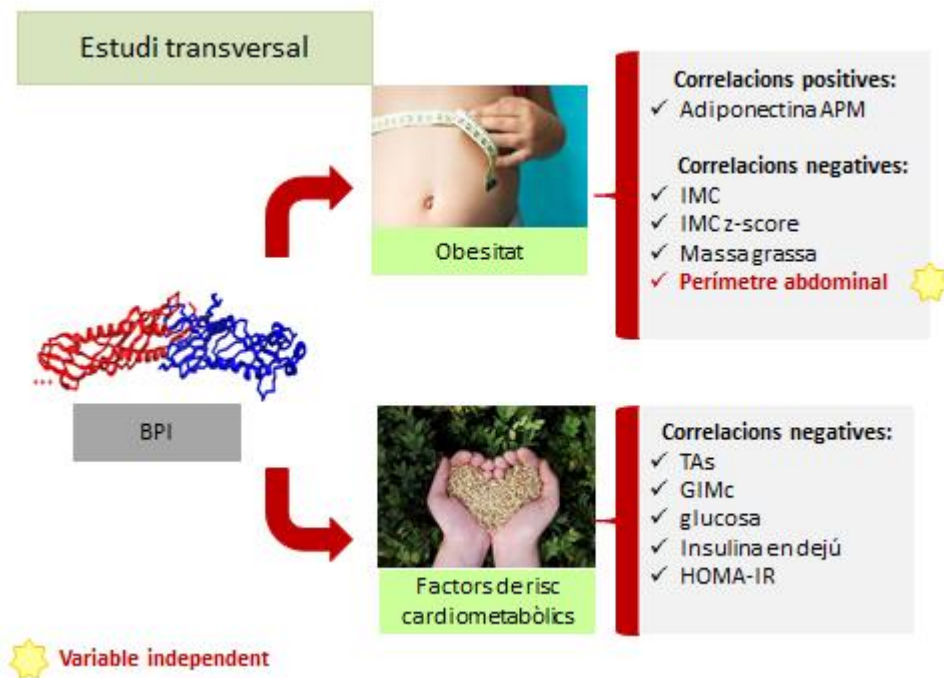 Estudi transversal
Obesitat
Correlacions positives:
✓ Adiponectina APM
Correlacions negatives:
✓ IMC
✓ IMC z-score
✓ Massa grassa
✓ Perímetre abdominal
BPI
Factors de risc
cardiometabòlics
Correlacions negatives:
✓ TAs
✓ GIMc
✓ glucosa
✓ Insulina en dejú
✓ HOMA-IR
Variable independent